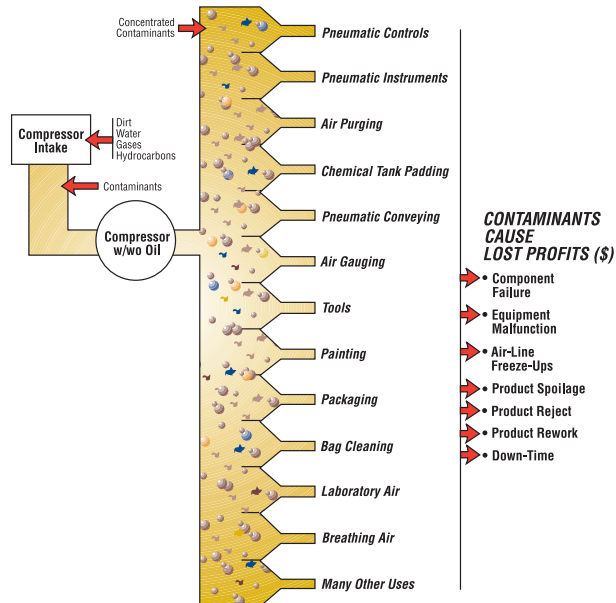 Concentrated
Contaminants
Dirt
Water
Gases
Hydrocarbons
Compressor
Intake
Contaminants
Compressor
w/wo Oil
Pneumatic Controls
Pneumatic Instruments
Air Purging
Chemical Tank Padding
Pneumatic Conveying
Air Gauging
Tools
Painting
Packaging
Bag Cleaning
Laboratory Air
Breathing Air
Many Other Uses
CONTAMINANTS
CAUSE
LOST PROFITS ($)
• Component
Failure
• Equipment
Malfunction
• Air-Line
Freeze-Ups
• Product Spoilage
• Product Reject
• Product Rework
• Down-Time